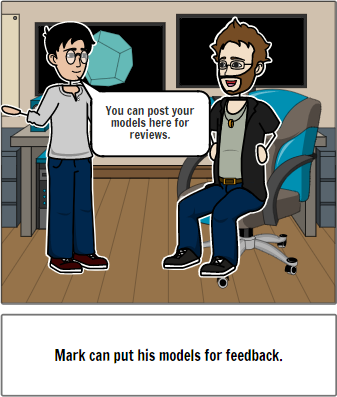 You can post your
models here for
reviews.
Mark can put his models for feedback.